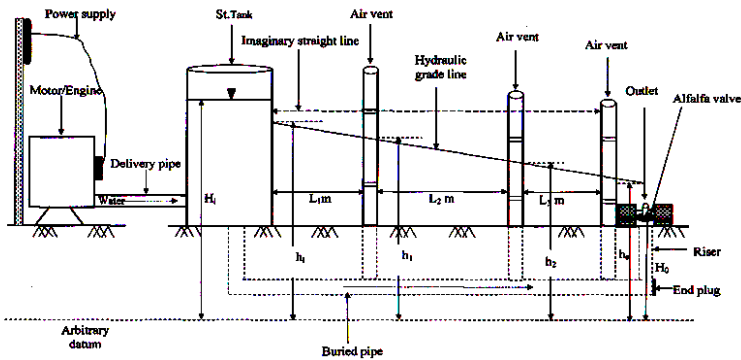 Power supply
St.Tank
Air vent
Imaginary straight line
Hydraulic
grade line
Air vent
Air vent
Outlet
Alfalfa valve
Motor/Engine
Delivery pipe
Water
L₁m
L₂ m
L₃ m
Hᵢ
hᵢ
h₁
h₂
hₒ
H₀
Riser
End plug
Arbitrary
datum
Buried pipe